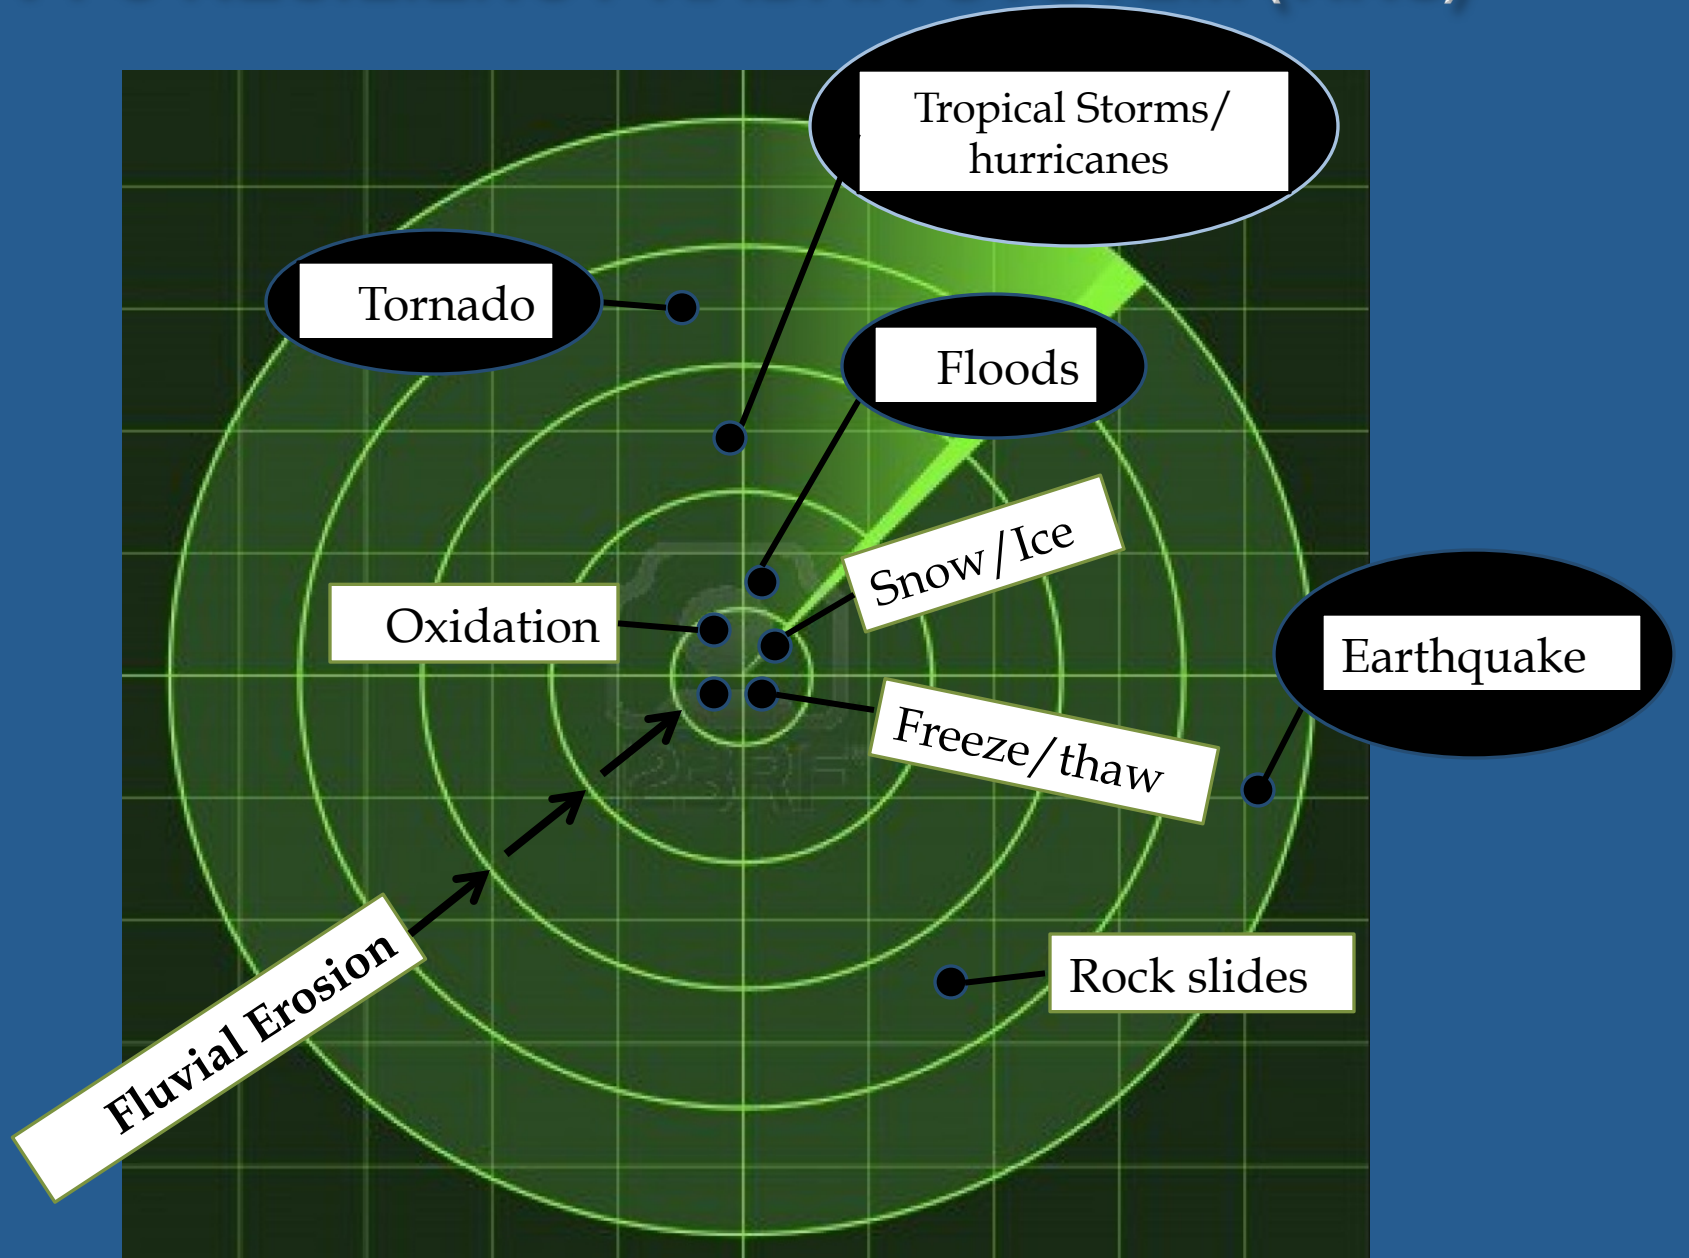 Tropical Storms/
hurricanes
Tornado
Floods
Snow/Ice
Oxidation
Earthquake
Freeze/thaw
Rock slides
Fluvial Erosion